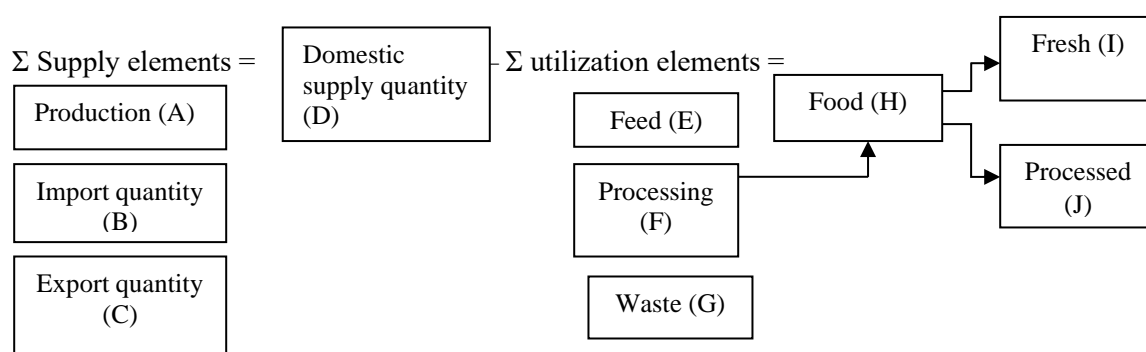 Σ Supply elements =
Production (A)
Import quantity
(B)
Export quantity
(C)
Domestic
supply quantity
(D)
- Σ utilization elements =
Feed (E)
Processing
(F)
Waste (G)
Food (H)
Fresh (I)
Processed
(J)